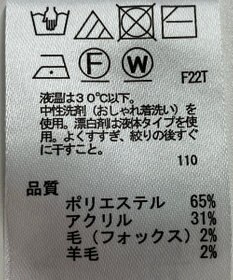 F
W
F22T
液温は30℃以下。
中性洗剤(おしゃれ着洗い)を
使用。漂白剤は液体タイプを使
用。よくすすぎ、絞りの後すぐ
に干すこと。
110
品質
ポリエステル 65%
アクリル 31%
毛(フォックス) 2%
羊毛 2%